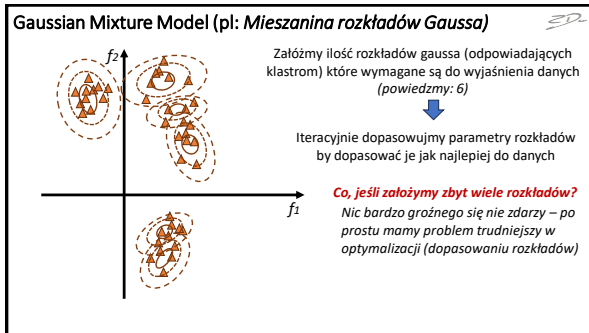 Gaussian Mixture Model (pl: Mieszanina rozkładów Gaussa)
f2
Załóżmy ilość rozkładów gaussa (odpowiadających
klastrom) które wymagane są do wyjaśnienia danych
(powiedzmy: 6)
Iteracyjnie dopasowujmy parametry rozkładów
by dopasować je jak najlepiej do danych
f1
Co, jeśli założymy zbyt wiele rozkładów?
Nic bardzo groźnego się nie zdarzy – po
prostu mamy problem trudniejszy w
optymalizacji (dopasowaniu rozkładów)